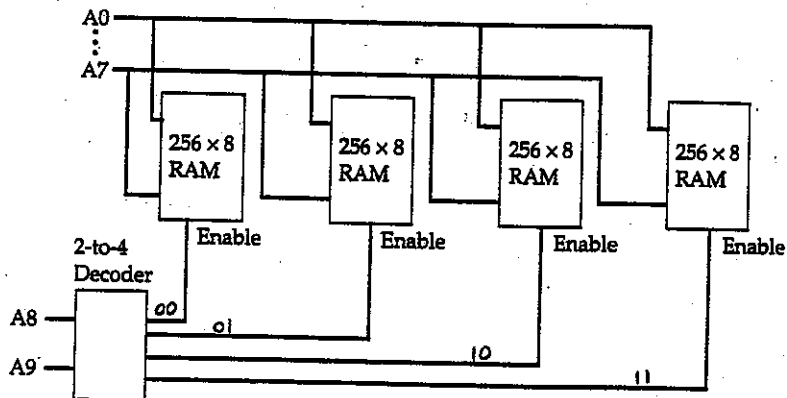 A0
A7
256 × 8
RAM
256 × 8
RAM
256 × 8
RAM
256 × 8
RAM
Enable
Enable
Enable
Enable
2-to-4
Decoder
A8
A9
00
01
10
11